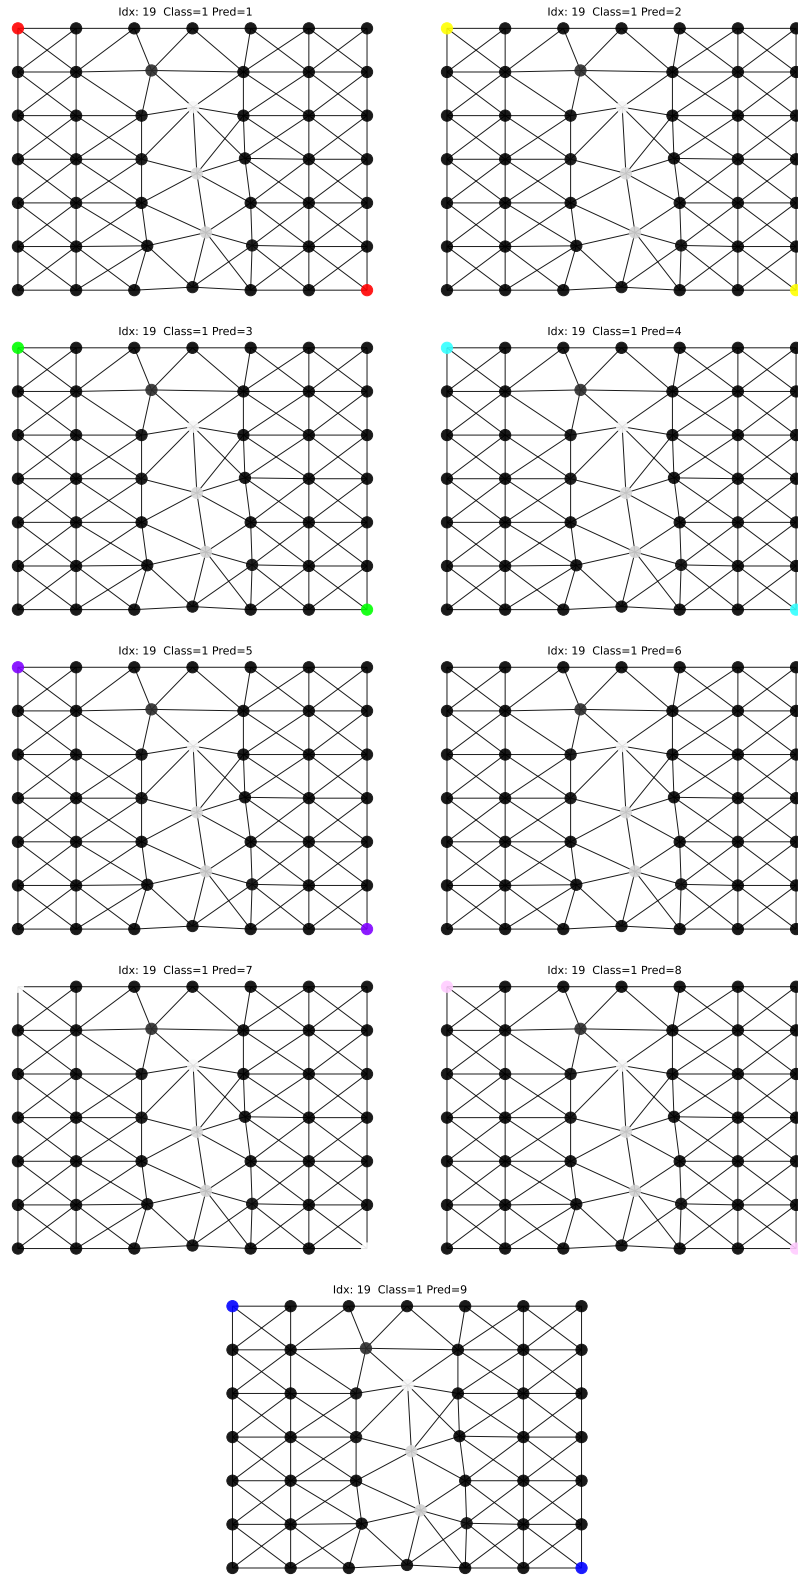 Idx: 19  Class=1 Pred=1
Idx: 19  Class=1 Pred=2
Idx: 19  Class=1 Pred=3
Idx: 19  Class=1 Pred=4
Idx: 19  Class=1 Pred=5
Idx: 19  Class=1 Pred=6
Idx: 19  Class=1 Pred=7
Idx: 19  Class=1 Pred=8
Idx: 19  Class=1 Pred=9